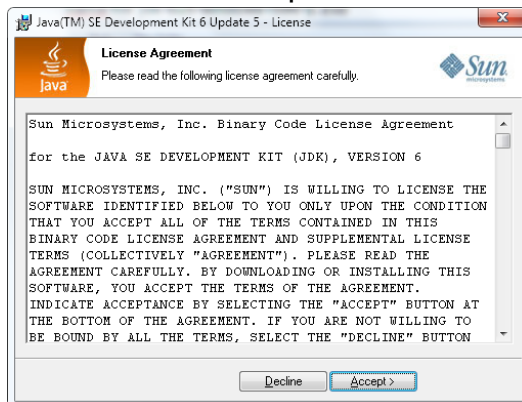 Java(TM) SE Development Kit 6 Update 5 - License
License Agreement
Please read the following license agreement carefully.
Java
Sun
microsystems
Sun Microsystems, Inc. Binary Code License Agreement
for the JAVA SE DEVELOPMENT KIT (JDK), VERSION 6
SUN MICROSYSTEMS, INC. ("SUN") IS WILLING TO LICENSE THE
SOFTWARE IDENTIFIED BELOW TO YOU ONLY UPON THE CONDITION
THAT YOU ACCEPT ALL OF THE TERMS CONTAINED IN THIS
BINARY CODE LICENSE AGREEMENT AND SUPPLEMENTAL LICENSE
TERMS (COLLECTIVELY "AGREEMENT"). PLEASE READ THE
AGREEMENT CAREFULLY. BY DOWNLOADING OR INSTALLING THIS
SOFTWARE, YOU ACCEPT THE TERMS OF THE AGREEMENT.
INDICATE ACCEPTANCE BY SELECTING THE "ACCEPT" BUTTON AT
THE BOTTOM OF THE AGREEMENT. IF YOU ARE NOT WILLING TO
BE BOUND BY ALL THE TERMS, SELECT THE "DECLINE" BUTTON
Decline
Accept >